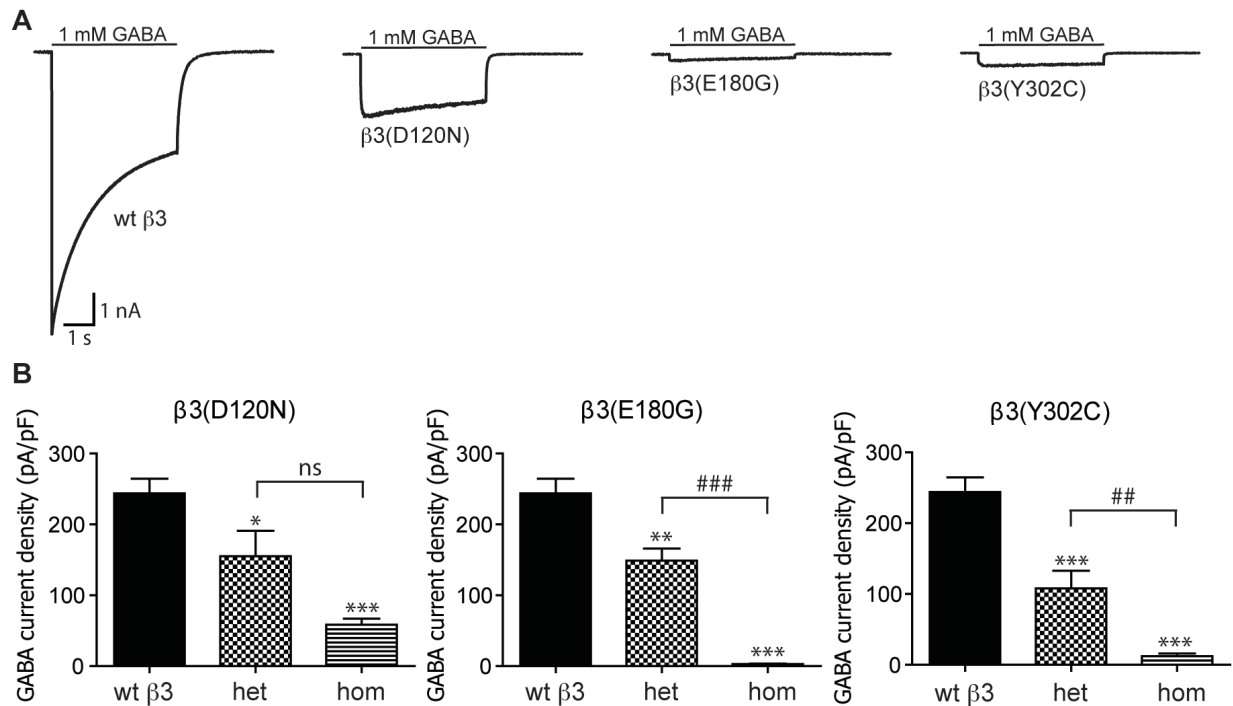 A
1 mM GABA
1 mM GABA
1 mM GABA
1 mM GABA
β3(D120N)
β3(E180G)
β3(Y302C)
wt β3
1 nA
1 s
B
β3(D120N)
GABA current density (pA/pF)
300
200
100
0
ns
*
***
wt β3
het
hom
β3(E180G)
GABA current density (pA/pF)
300
200
100
0
###
**
***
wt β3
het
hom
β3(Y302C)
GABA current density (pA/pF)
300
200
100
0
##
***
***
wt β3
het
hom